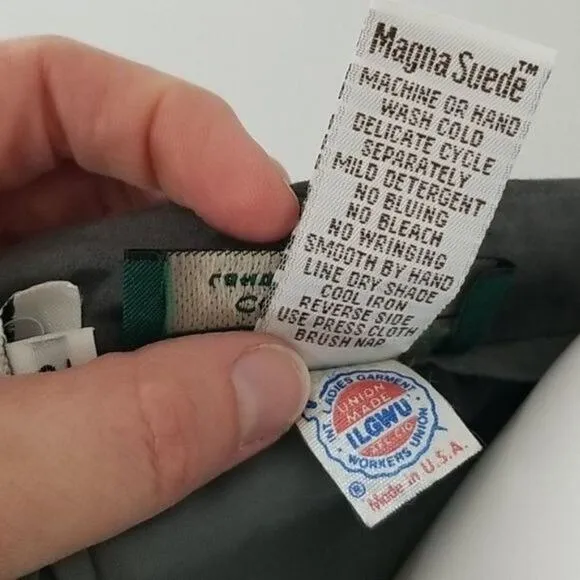 Magna Suede™
MACHINE OR HAND
WASH COLD
DELICATE CYCLE
SEPARATELY
MILD DETERGENT
NO BLUING
NO BLEACH
NO WRINGING
SMOOTH BY HAND
LINE DRY SHADE
COOL IRON
REVERSE SIDE
USE PRESS CLOTH
BRUSH NAP
INT. LADIES GARMENT
UNION
MADE
ILGWU
AFL-CIO
WORKERS UNION
®
Made in U.S.A.